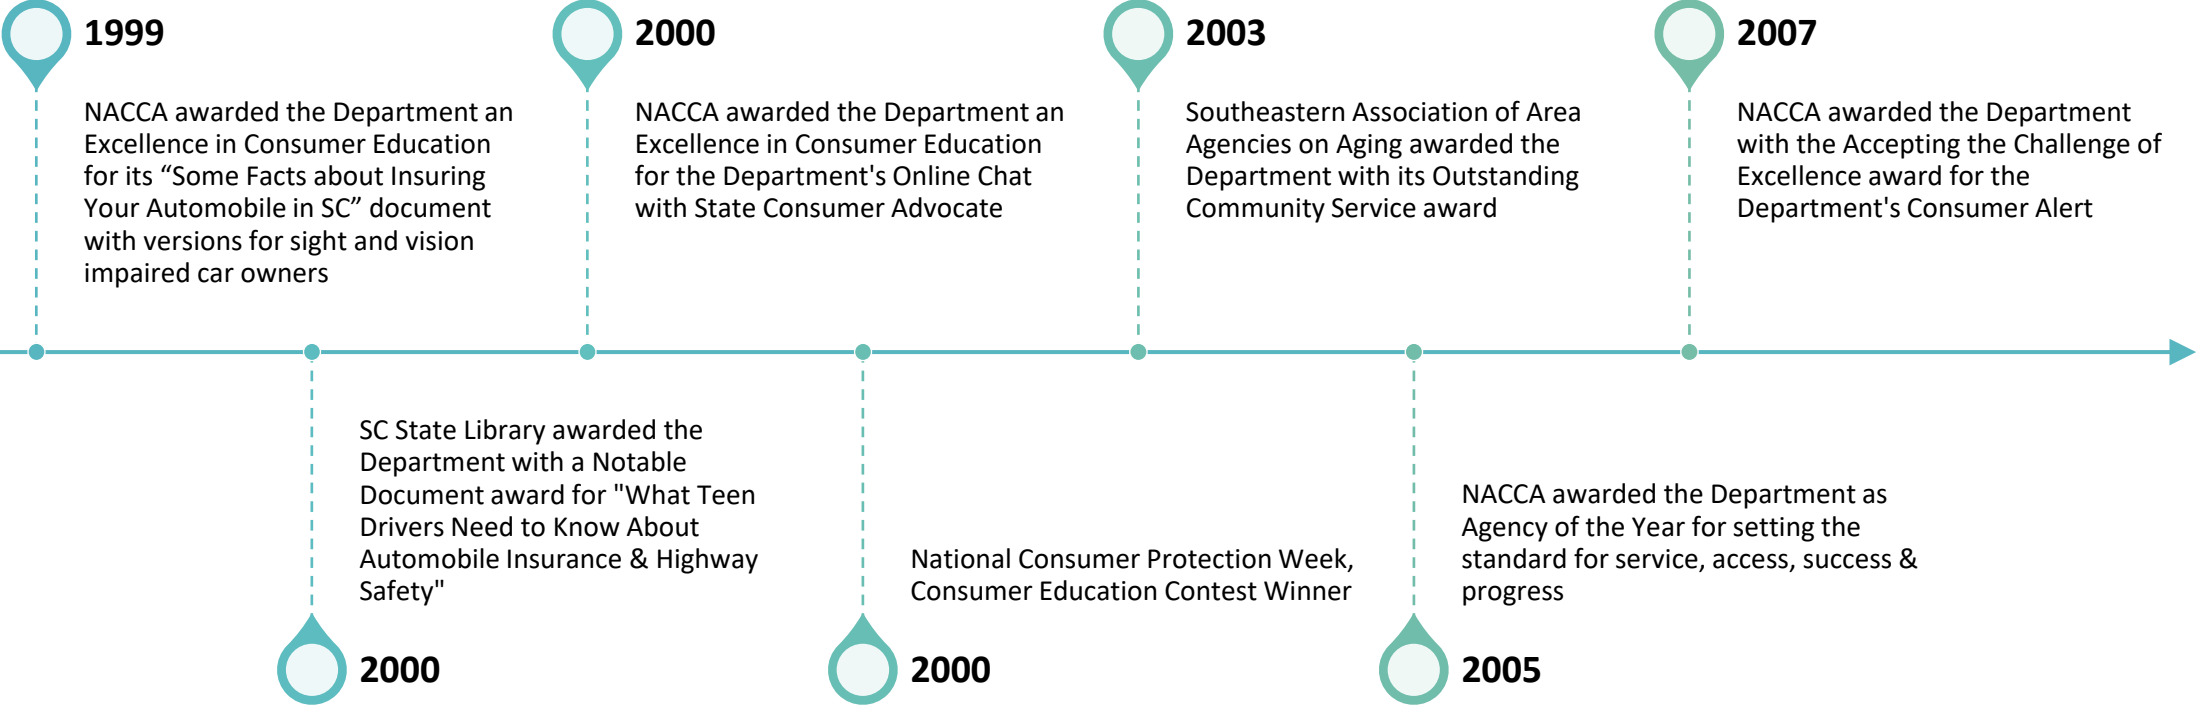 1999
NACCA awarded the Department an
Excellence in Consumer Education
for its “Some Facts about Insuring
Your Automobile in SC” document
with versions for sight and vision
impaired car owners
SC State Library awarded the
Department with a Notable
Document award for "What Teen
Drivers Need to Know About
Automobile Insurance & Highway
Safety"
2000
2000
NACCA awarded the Department an
Excellence in Consumer Education
for the Department's Online Chat
with State Consumer Advocate
National Consumer Protection Week,
Consumer Education Contest Winner
2000
2003
Southeastern Association of Area
Agencies on Aging awarded the
Department with its Outstanding
Community Service award
NACCA awarded the Department as
Agency of the Year for setting the
standard for service, access, success &
progress
2005
2007
NACCA awarded the Department
with the Accepting the Challenge of
Excellence award for the
Department's Consumer Alert